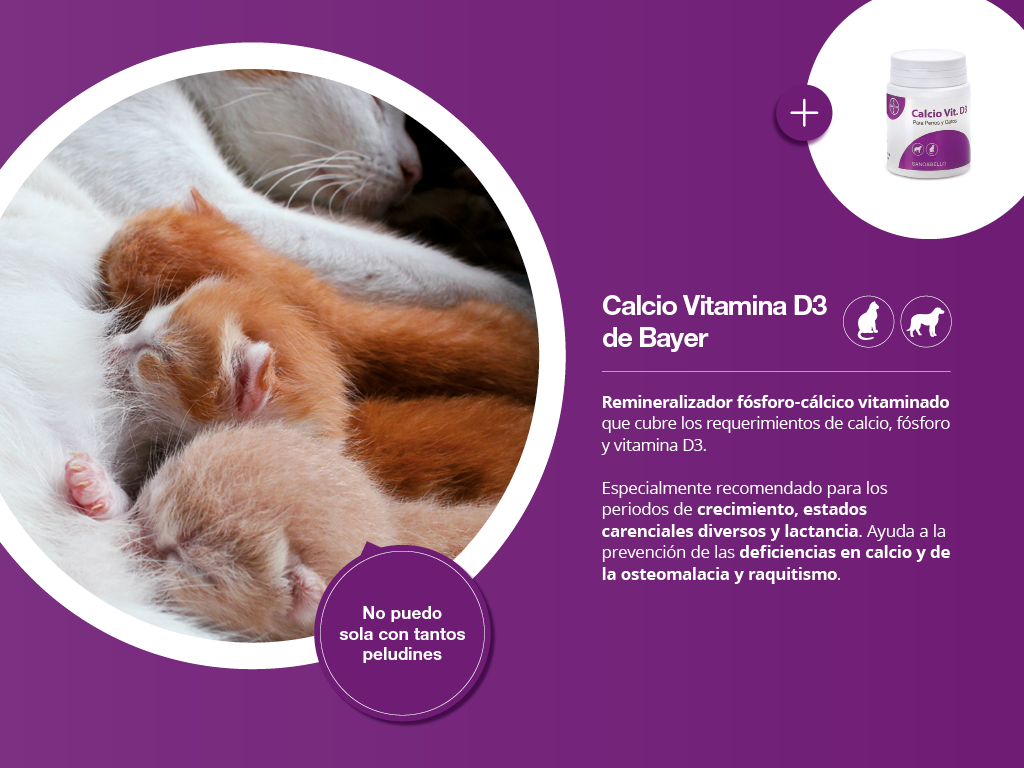 Calcio Vit. D3
Para Perros y Gatos
SANDABELLO
Calcio Vitamina D3
de Bayer
Remineralizador fósforo-cálcico vitaminado
que cubre los requerimientos de calcio, fósforo
y vitamina D3.
Especialmente recomendado para los
periodos de crecimiento, estados
carenciales diversos y lactancia. Ayuda a la
prevención de las deficiencias en calcio y de
la osteomalacia y raquitismo.
No puedo
sola con tantos
peludines